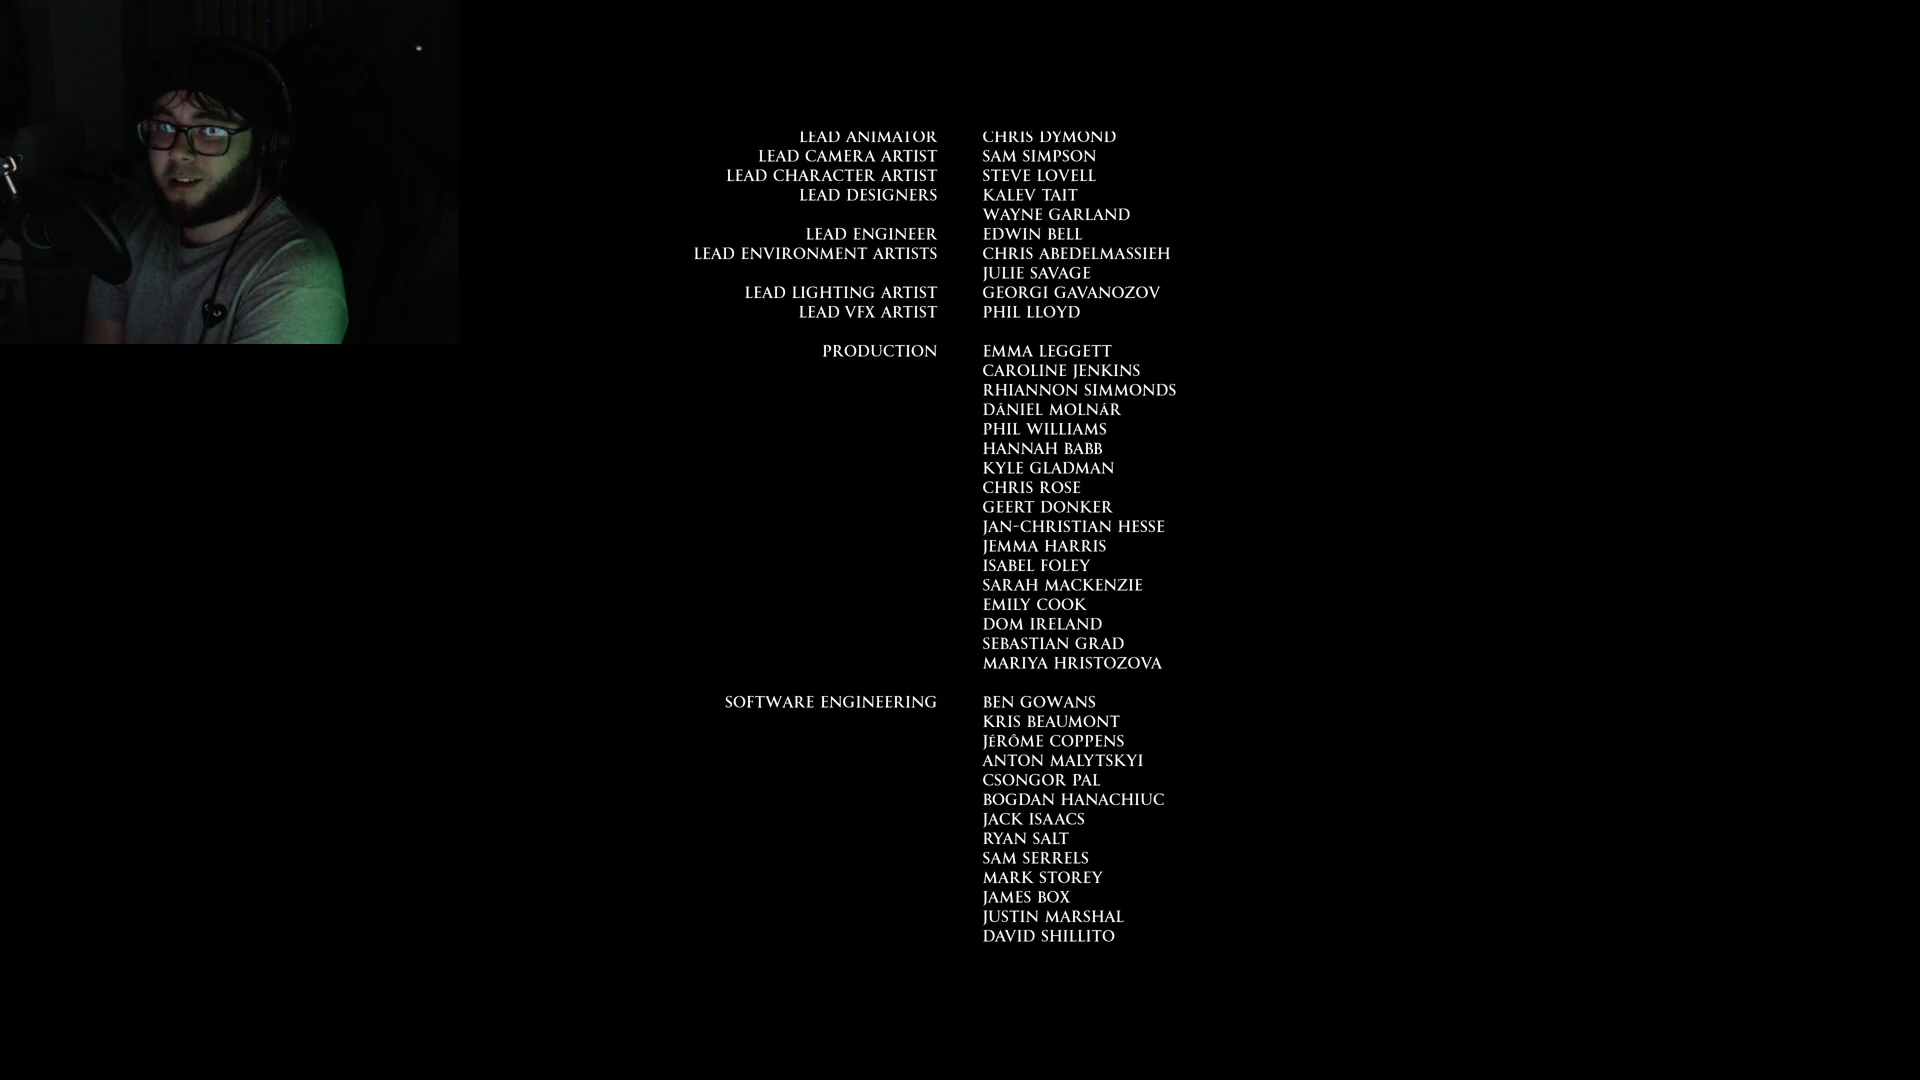 LEAD ANIMATOR CHRIS DYMOND
LEAD CAMERA ARTIST SAM SIMPSON
LEAD CHARACTER ARTIST STEVE LOVELL
LEAD DESIGNERS KALEV TAIT
WAYNE GARLAND
LEAD ENGINEER EDWIN BELL
LEAD ENVIRONMENT ARTISTS CHRIS ABEDELMASSIEH
JULIE SAVAGE
LEAD LIGHTING ARTIST GEORGI GAVANOZOV
LEAD VFX ARTIST PHIL LLOYD
PRODUCTION EMMA LEGGETT
CAROLINE JENKINS
RHIANNON SIMMONDS
DÁNIEL MOLNÁR
PHIL WILLIAMS
HANNAH BABB
KYLE GLADMAN
CHRIS ROSE
GEERT DONKER
JAN-CHRISTIAN HESSE
JEMMA HARRIS
ISABEL FOLEY
SARAH MACKENZIE
EMILY COOK
DOM IRELAND
SEBASTIAN GRAD
MARIYA HRISTOZOVA
SOFTWARE ENGINEERING BEN GOWANS
KRIS BEAUMONT
JÉRÔME COPPENS
ANTON MALYTSKYI
CSONGOR PAL
BOGDAN HANACHIUC
JACK ISAACS
RYAN SALT
SAM SERRELS
MARK STOREY
JAMES BOX
JUSTIN MARSHAL
DAVID SHILLITO